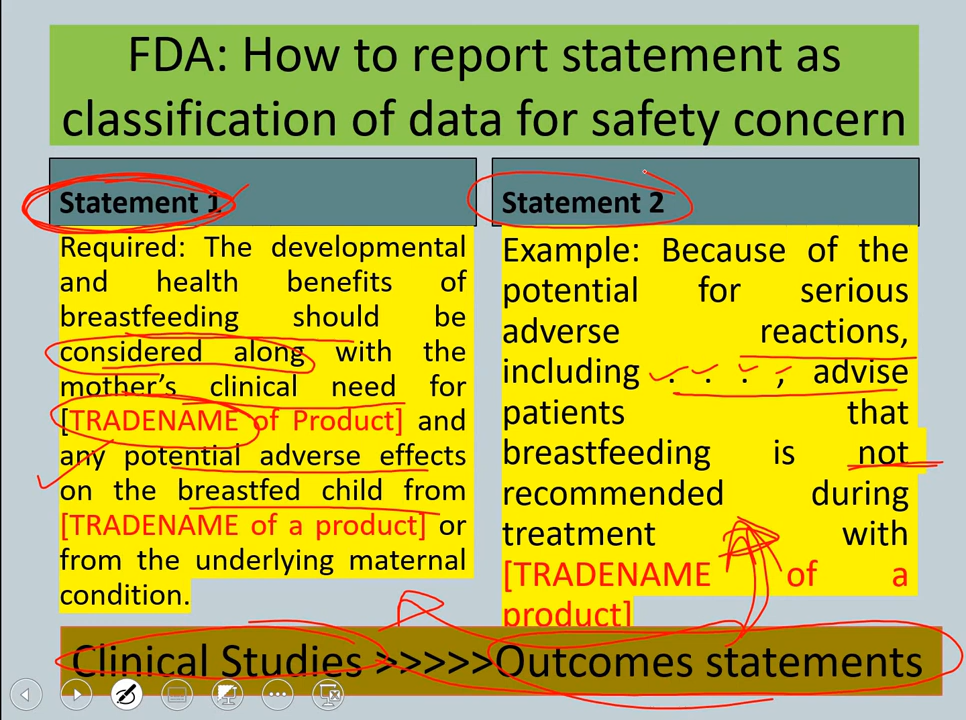 FDA: How to report statement as
classification of data for safety concern
Statement 1
Required: The developmental
and health benefits of
breastfeeding should be
considered along with the
mother's clinical need for
[TRADENAME of Product] and
any potential adverse effects
on the breastfed child from
[TRADENAME of a product] or
from the underlying maternal
condition.
Statement 2
Example: Because of the
potential for serious
adverse reactions,
including . . . , advise
patients that
breastfeeding is not
recommended during
treatment with
[TRADENAME of a
product]
Clinical Studies >>>>>Outcomes statements